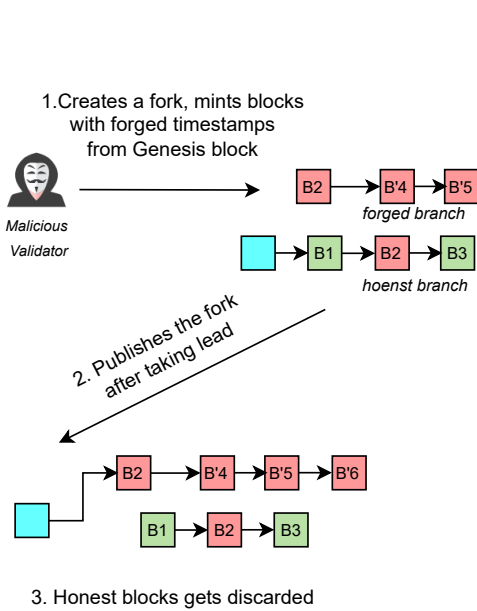 1.Creates a fork, mints blocks
with forged timestamps
from Genesis block
Malicious
Validator
B2 B'4 B'5
forged branch
B1 B2 B3
hoenst branch
2. Publishes the fork
after taking lead
B2 B'4 B'5 B'6
B1 B2 B3
3. Honest blocks gets discarded